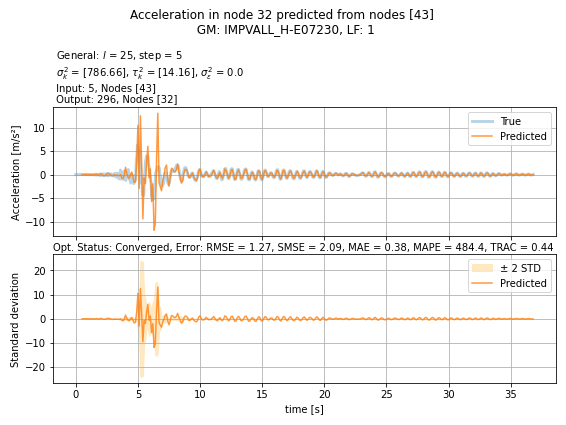 Acceleration in node 32 predicted from nodes [43]
GM: IMPVALL_H-E07230, LF: 1
General: l = 25, step = 5
σ²ₖ = [786.66], τ²ₖ = [14.16], σ²ε = 0.0
Input: 5, Nodes [43]
Output: 296, Nodes [32]
Acceleration [m/s²]
10
5
0
−5
−10
True
Predicted
Opt. Status: Converged, Error: RMSE = 1.27, SMSE = 2.09, MAE = 0.38, MAPE = 484.4, TRAC = 0.44
Standard deviation
20
10
0
−10
−20
± 2 STD
Predicted
0 5 10 15 20 25 30 35
time [s]